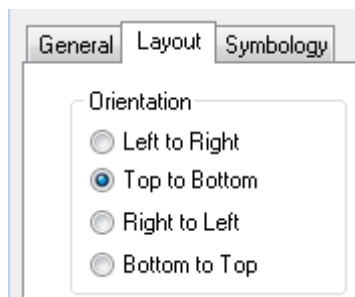 General Layout Symbology
Orientation
Left to Right
Top to Bottom
Right to Left
Bottom to Top